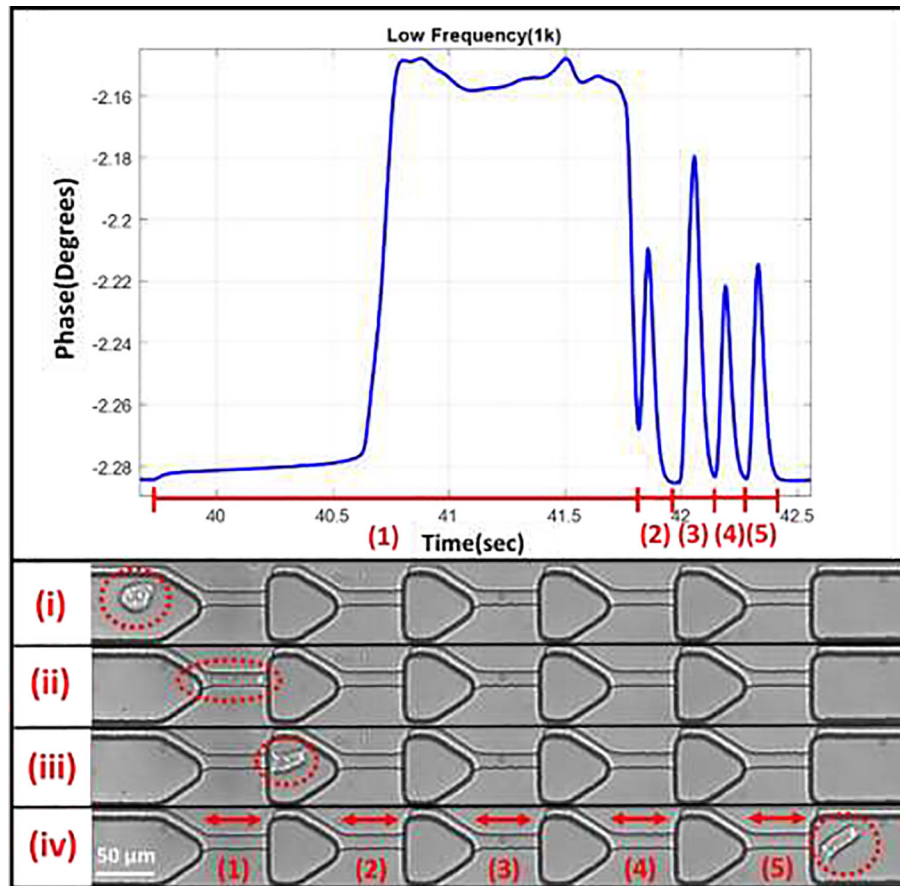 Low Frequency(1k)
Phase(Degrees)
-2.16
-2.18
-2.2
-2.22
-2.24
-2.26
-2.28
40
40.5
41
41.5
42
42.5
(1)
(2)
(3)
(4)
(5)
Time(sec)
(i)
(ii)
(iii)
(iv)
50 μm
(1)
(2)
(3)
(4)
(5)